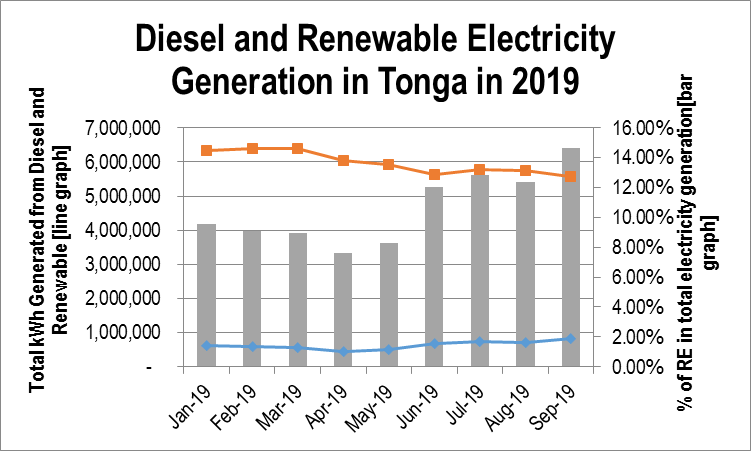 Diesel and Renewable Electricity
Generation in Tonga in 2019
Total kWh Generated from Diesel and
Renewable [line graph]
7,000,000
6,000,000
5,000,000
4,000,000
3,000,000
2,000,000
1,000,000
-
16.00%
14.00%
12.00%
10.00%
8.00%
6.00%
4.00%
2.00%
0.00%
% of RE in total electricity generation[bar
graph]
Jan-19
Feb-19
Mar-19
Apr-19
May-19
Jun-19
Jul-19
Aug-19
Sep-19